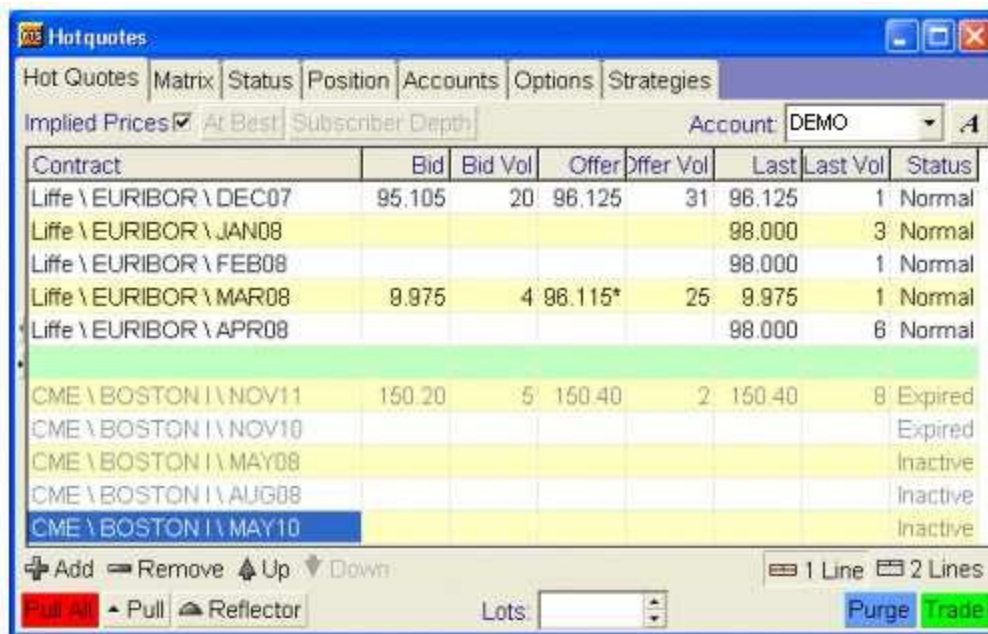 Hotquotes
Hot Quotes Matrix Status Position Accounts Options Strategies
Implied Prices At Best Subscriber Depth Account: DEMO A
Contract Bid Bid Vol Offer Offer Vol Last Last Vol Status
Liffe \ EURIBOR \ DEC07 95.105 20 96.125 31 96.125 1 Normal
Liffe \ EURIBOR \ JAN08 98.000 3 Normal
Liffe \ EURIBOR \ FEB08 98.000 1 Normal
Liffe \ EURIBOR \ MAR08 9.975 4 96.115* 25 9.975 1 Normal
Liffe \ EURIBOR \ APR08 98.000 6 Normal
CME \ BOSTON I \ NOV11 150.20 5 150.40 2 150.40 8 Expired
CME \ BOSTON I \ NOV10 Expired
CME \ BOSTON I \ MAY08 Inactive
CME \ BOSTON I \ AUG08 Inactive
CME \ BOSTON I \ MAY10 Inactive
Add Remove Up Down 1 Line 2 Lines
Pull All Pull Reflector Lots: Purge Trade